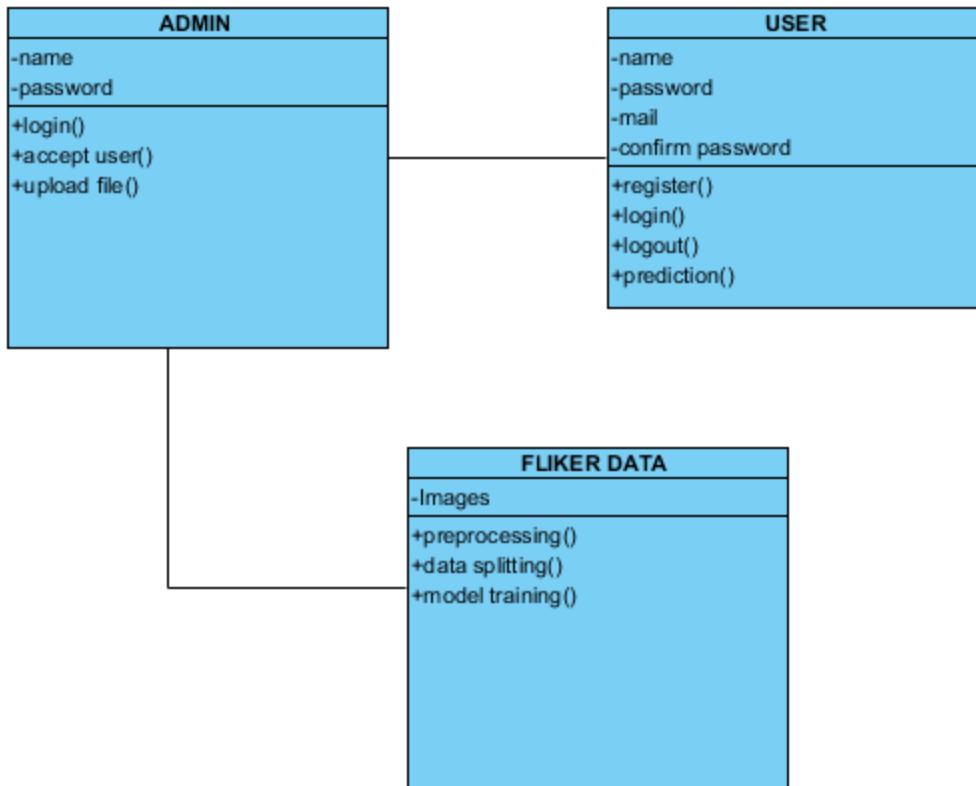 ADMIN
-name
-password
+login()
+accept user()
+upload file()
USER
-name
-password
-mail
-confirm password
+register()
+login()
+logout()
+prediction()
FLIKER DATA
-Images
+preprocessing()
+data splitting()
+model training()